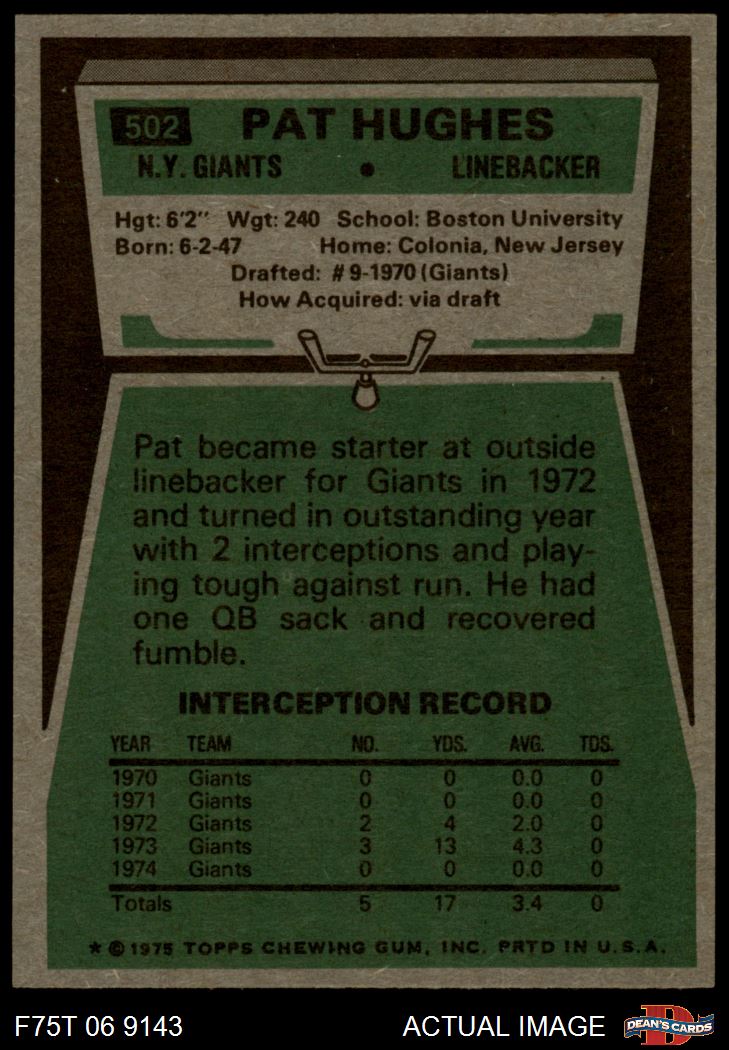 502 PAT HUGHES
N.Y. GIANTS • LINEBACKER
Hgt: 6'2" Wgt: 240 School: Boston University
Born: 6-2-47 Home: Colonia, New Jersey
Drafted: #9-1970 (Giants)
How Acquired: via draft
Pat became starter at outside
linebacker for Giants in 1972
and turned in outstanding year
with 2 interceptions and play-
ing tough against run. He had
one QB sack and recovered
fumble.
INTERCEPTION RECORD
YEAR TEAM NO. YDS. AVG. TDS.
1970 Giants 0 0 0.0 0
1971 Giants 0 0 0.0 0
1972 Giants 2 4 2.0 0
1973 Giants 3 13 4.3 0
1974 Giants 0 0 0.0 0
Totals 5 17 3.4 0
* © 1975 TOPPS CHEWING GUM, INC. PRTD IN U.S.A.
F75T 06 9143 ACTUAL IMAGE D DEAN'S CARDS